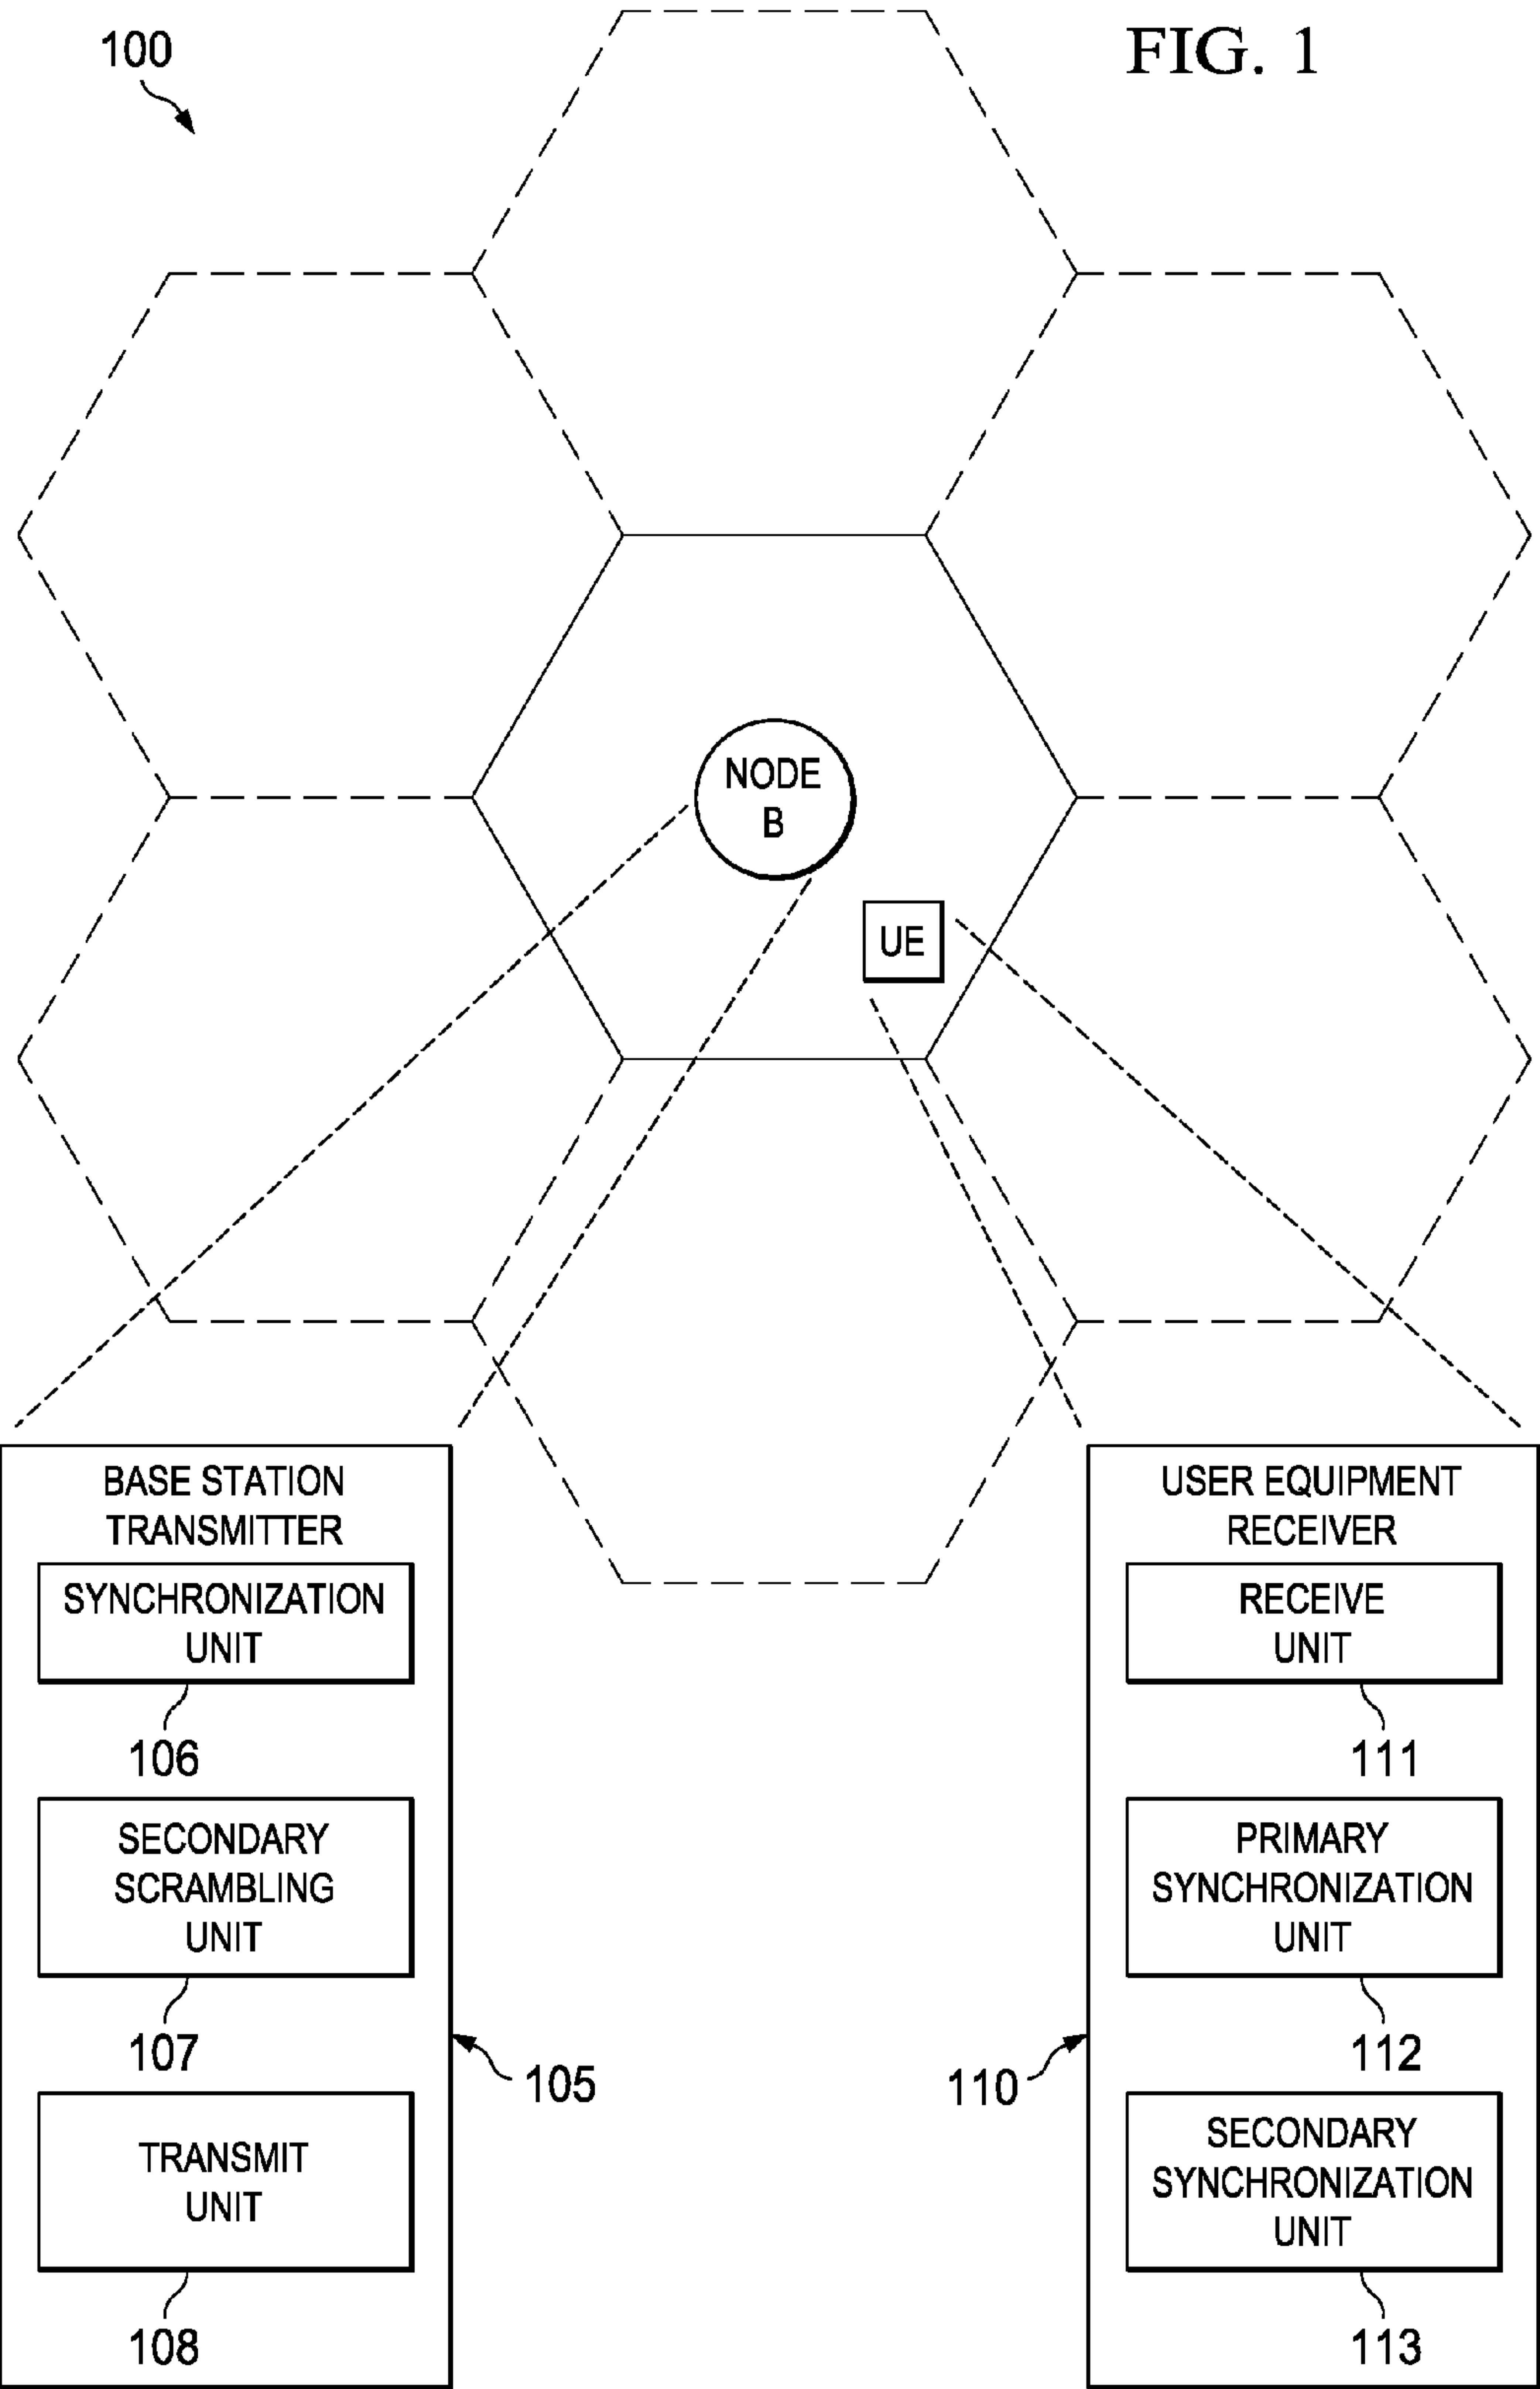 100
FIG. 1
NODE
B
UE
BASE STATION
TRANSMITTER
SYNCHRONIZATION
UNIT
106
SECONDARY
SCRAMBLING
UNIT
107
TRANSMIT
UNIT
108
105
USER EQUIPMENT
RECEIVER
RECEIVE
UNIT
111
PRIMARY
SYNCHRONIZATION
UNIT
112
SECONDARY
SYNCHRONIZATION
UNIT
113
110